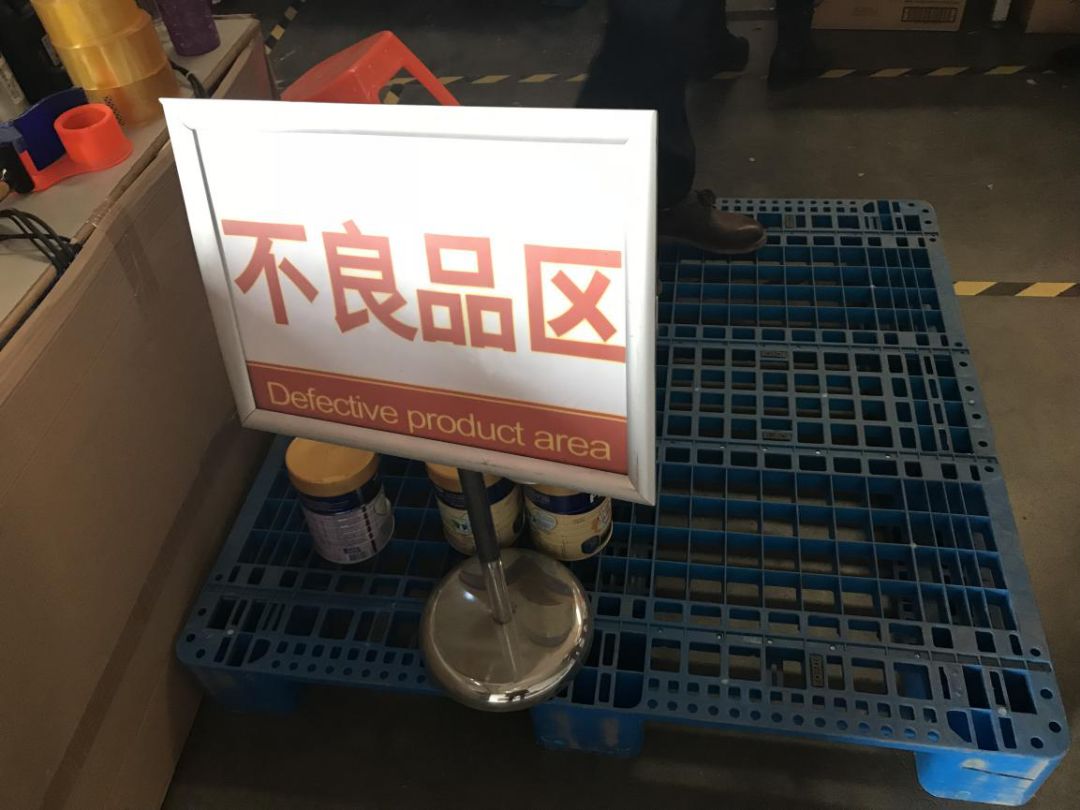 不良品区
Defective product area